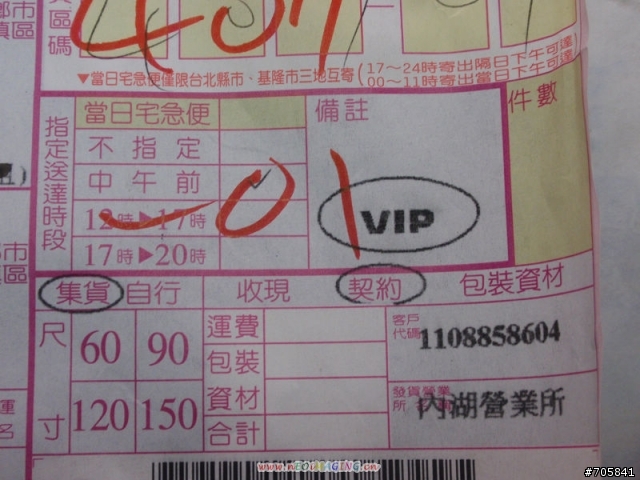 區碼
▼當日宅急便僅限台北縣市、基隆市三地互寄(17～24時寄出隔日下午可達
00～11時寄出當日下午可達)
指定送達時段
當日宅急便
不指定
中午前
12時▶17時
17時▶20時
01
備註
VIP
件數
集貨 自行 收現 契約 包裝資材
尺寸
60 90
120 150
運費
包裝
資材
合計
客戶代碼 1108858604
發貨營業所 內湖營業所
www.nEO-IMAGING.cn
#705841